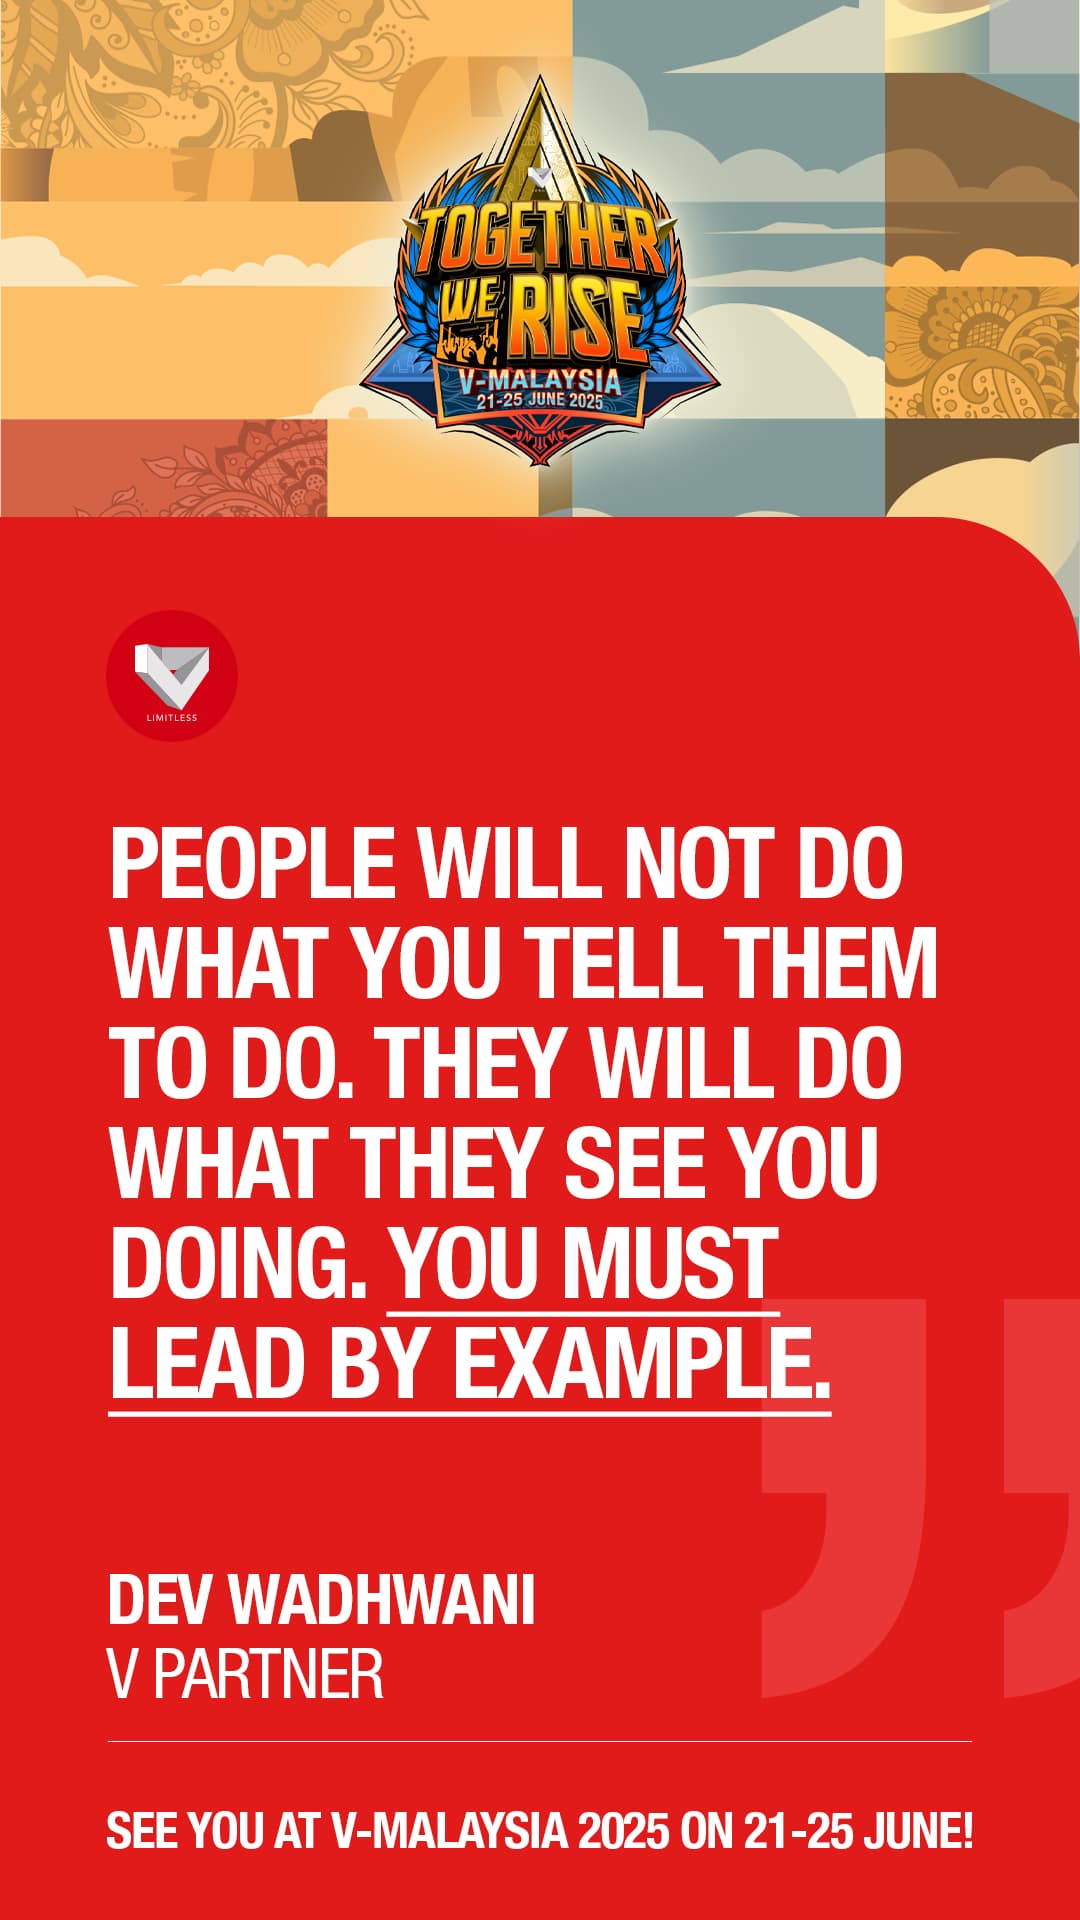 TOGETHER
WE RISE
V-MALAYSIA
21-25 JUNE 2025
LIMITLESS
PEOPLE WILL NOT DO
WHAT YOU TELL THEM
TO DO. THEY WILL DO
WHAT THEY SEE YOU
DOING. YOU MUST
LEAD BY EXAMPLE.
DEV WADHWANI
V PARTNER
SEE YOU AT V-MALAYSIA 2025 ON 21-25 JUNE!